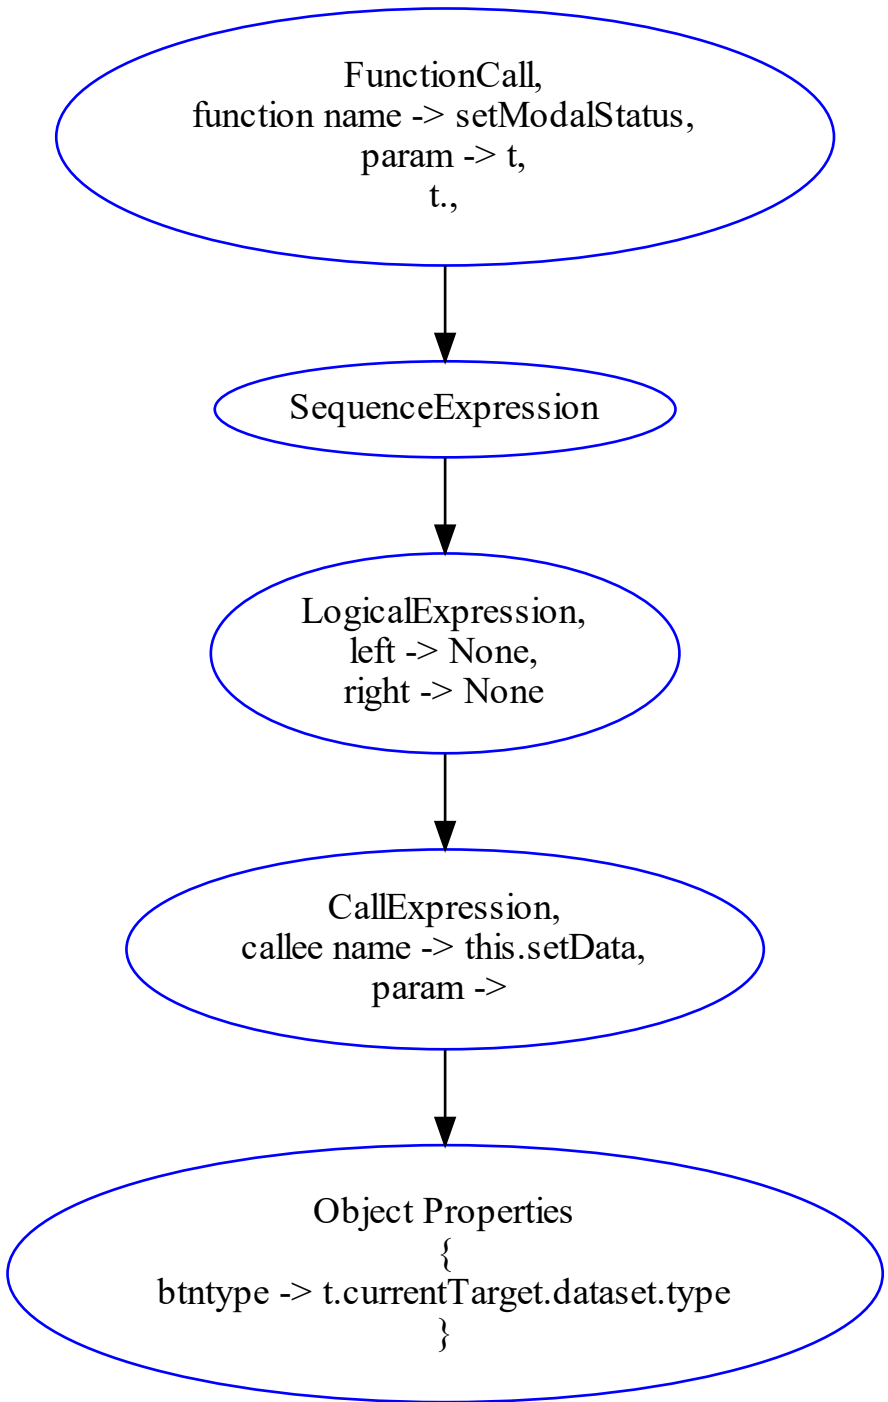 FunctionCall,
function name -> setModalStatus,
param -> t,
t.,
SequenceExpression
LogicalExpression,
left -> None,
right -> None
CallExpression,
callee name -> this.setData,
param ->
Object Properties
{
btntype -> t.currentTarget.dataset.type
}